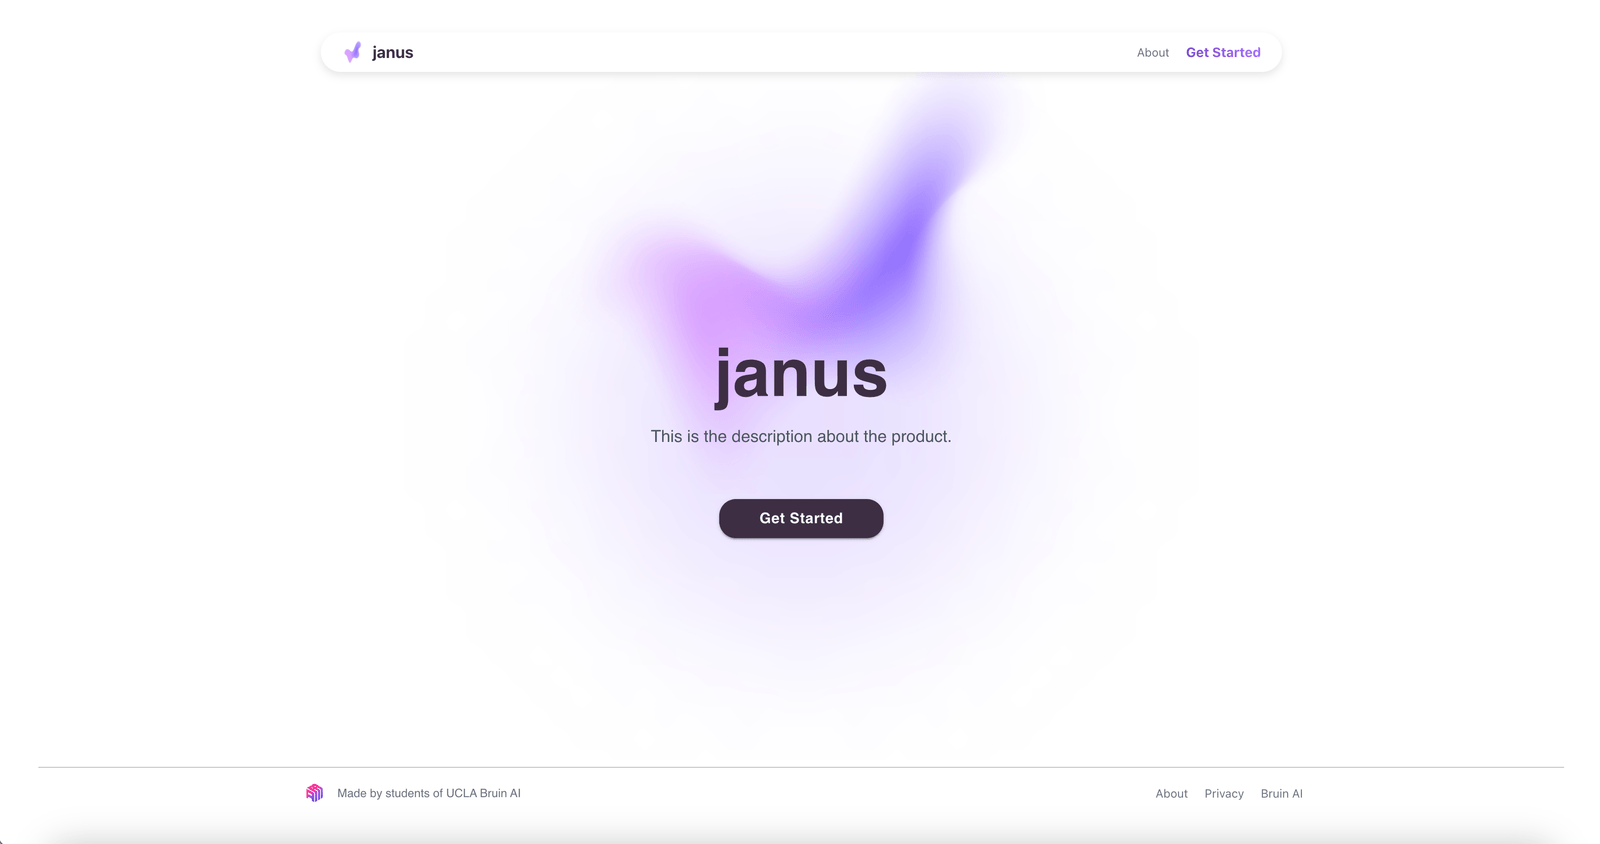 janus
About
Get Started
janus
This is the description about the product.
Get Started
Made by students of UCLA Bruin AI
About
Privacy
Bruin AI